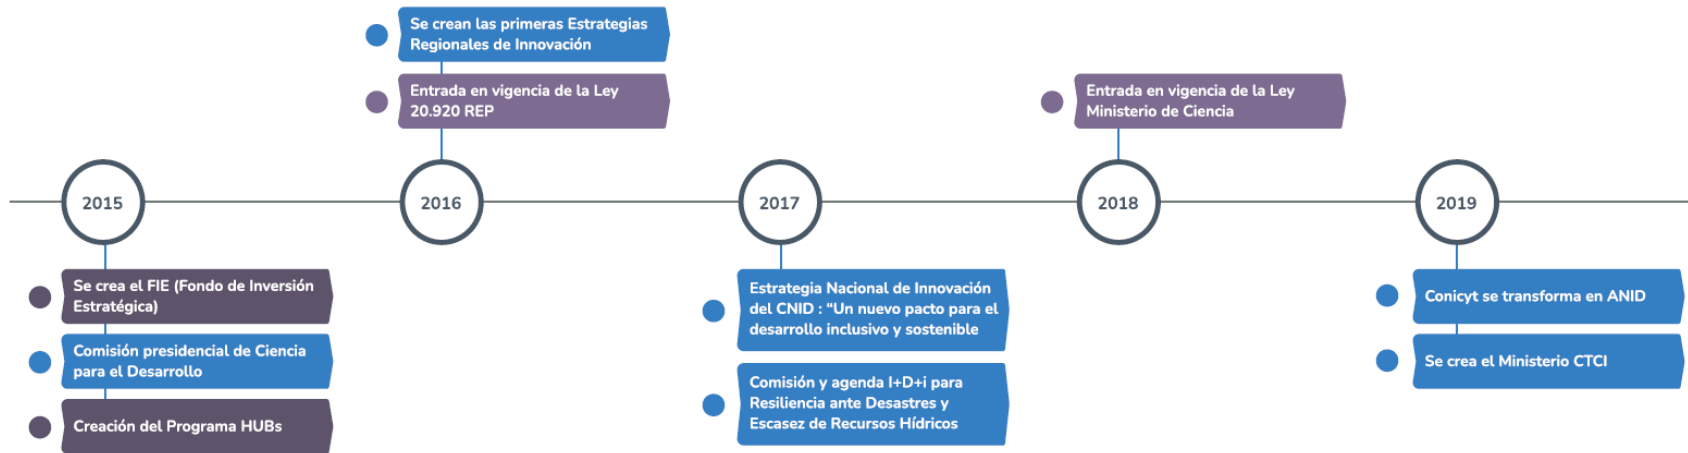 Se crean las primeras Estrategias
Regionales de Innovación
Entrada en vigencia de la Ley
20.920 REP
Entrada en vigencia de la Ley
Ministerio de Ciencia
2015
2016
2017
2018
2019
Se crea el FIE (Fondo de Inversión
Estratégica)
Comisión presidencial de Ciencia
para el Desarrollo
Creación del Programa HUBs
Estrategia Nacional de Innovación
del CNID : “Un nuevo pacto para el
desarrollo inclusivo y sostenible
Comisión y agenda I+D+i para
Resiliencia ante Desastres y
Escasez de Recursos Hídricos
Conicyt se transforma en ANID
Se crea el Ministerio CTCI